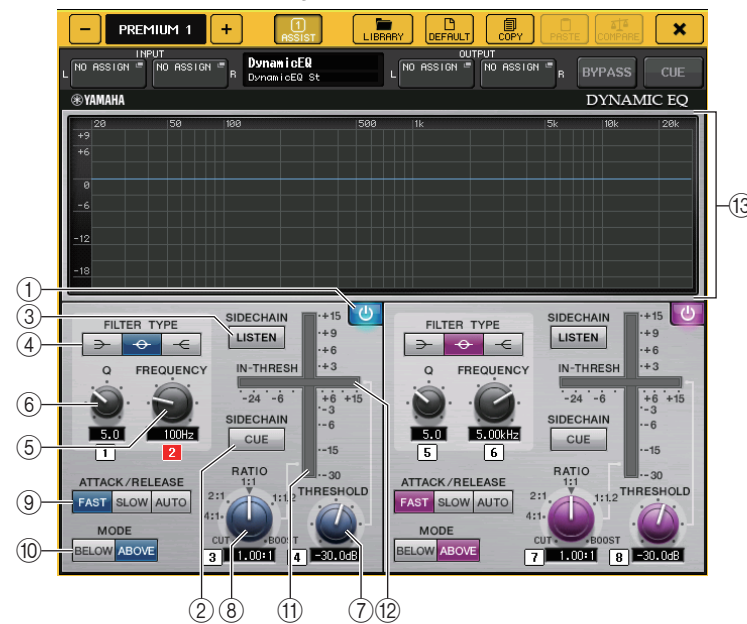 PREMIUM 1
1
ASSIST
LIBRARY
DEFAULT
COPY
PASTE
COMPARE
INPUT
L NO ASSIGN NO ASSIGN R
DynamicEQ
DynamicEQ St
OUTPUT
L NO ASSIGN NO ASSIGN R
BYPASS
CUE
YAMAHA
DYNAMIC EQ
20 50 100 500 1k 5k 10k 20k
+9
+6
0
-6
-12
-18
13
1
3
4
6
5
9
10
FILTER TYPE
Q FREQUENCY
5.0 100Hz
1 2
ATTACK/RELEASE
FAST SLOW AUTO
MODE
BELOW ABOVE
SIDECHAIN
LISTEN
IN-THRESH
-24 -6 +6 +15
+15
+9
+6
+3
-3
-6
-15
-30
SIDECHAIN
CUE
RATIO
1:1
2:1 1:1.2
4:1
CUT BOOST
3 1.00:1
THRESHOLD
4 -30.0dB
FILTER TYPE
Q FREQUENCY
5.0 5.00kHz
5 6
ATTACK/RELEASE
FAST SLOW AUTO
MODE
BELOW ABOVE
SIDECHAIN
LISTEN
IN-THRESH
-24 -6 +6 +15
+15
+9
+6
+3
-3
-6
-15
-30
SIDECHAIN
CUE
RATIO
1:1
2:1 1:1.2
4:1
CUT BOOST
7 1.00:1
THRESHOLD
8 -30.0dB
2 8 11 7 12